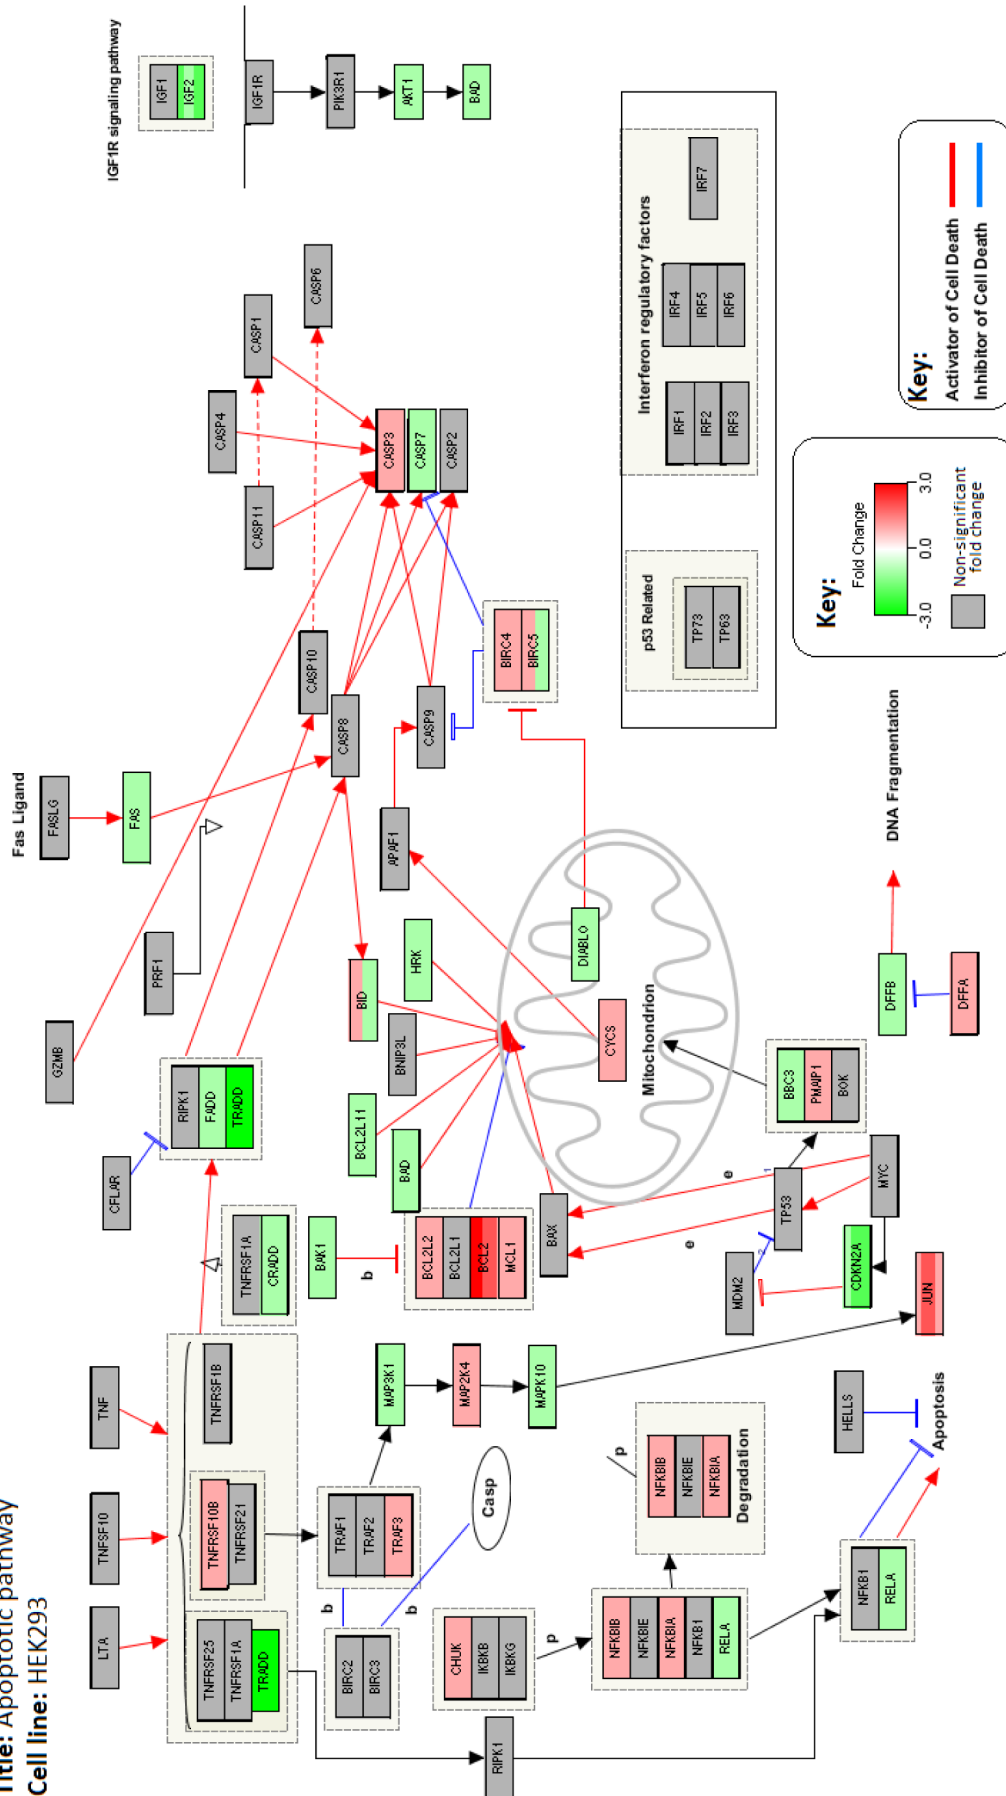 Title: Apoptotic pathway
Cell line: HEK293
LTA
TNFSF10
TNF
TNFRSF25
TNFRSF1A
TRADD
TNFRSF10B
TNFRSF21
TNFRSF1B
BIRC2
BIRC3
b
b
TRAF1
TRAF2
TRAF3
Casp
MAP3K1
MAP2K4
MAPK10
JUN
RIPK1
CHUK
IKBKB
IKBKG
p
NFKBIB
NFKBIE
NFKBIA
NFKB1
RELA
p
NFKBIB
NFKBIE
NFKBIA
Degradation
NFKB1
RELA
HELLS
Apoptosis
CFLAR
TNFRSF1A
CRADD
BAK1
b
BCL2L2
BCL2L1
BCL2
MCL1
BAX
e
e
MDM2
2
TP53
1
CDKN2A
MYC
RIPK1
FADD
TRADD
GZMB
PRF1
Fas Ligand
FASLG
FAS
BCL2L11
BAD
BNIP3L
BID
HRK
CYCS
DIABLO
Mitochondrion
BBC3
PMAIP1
BOK
DFFB
DFFA
DNA Fragmentation
APAF1
CASP8
CASP10
CASP9
BIRC4
BIRC5
CASP11
CASP4
CASP1
CASP6
CASP3
CASP7
CASP2
IGF1R signaling pathway
IGF1
IGF2
IGF1R
PIK3R1
AKT1
BAD
p53 Related
TP73
TP63
Interferon regulatory factors
IRF1
IRF2
IRF3
IRF4
IRF5
IRF6
IRF7
Key:
Fold Change
-3.0
0.0
3.0
Non-significant
fold change
Key:
Activator of Cell Death
Inhibitor of Cell Death